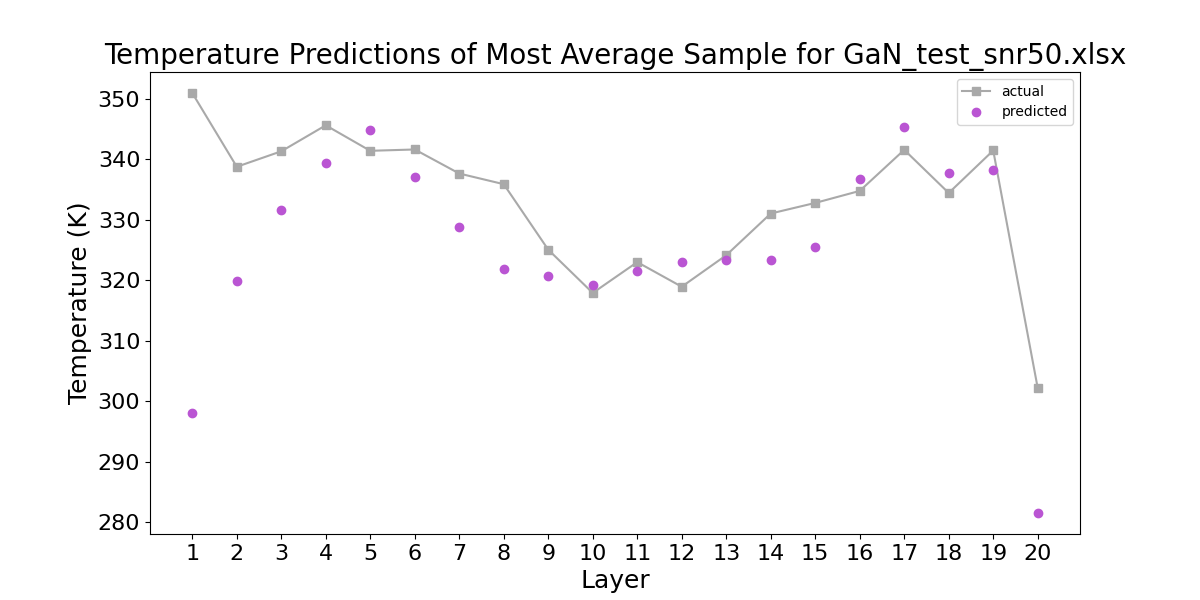 Temperature Predictions of Most Average Sample for GaN_test_snr50.xlsx
actual
predicted
Temperature (K)
350
340
330
320
310
300
290
280
1 2 3 4 5 6 7 8 9 10 11 12 13 14 15 16 17 18 19 20
Layer